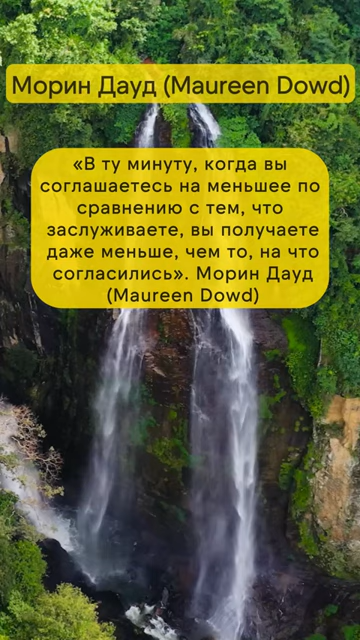 Морин Дауд (Maureen Dowd)
«В ту минуту, когда вы
соглашаетесь на меньшее по
сравнению с тем, что
заслуживаете, вы получаете
даже меньше, чем то, на что
согласились». Морин Дауд
(Maureen Dowd)